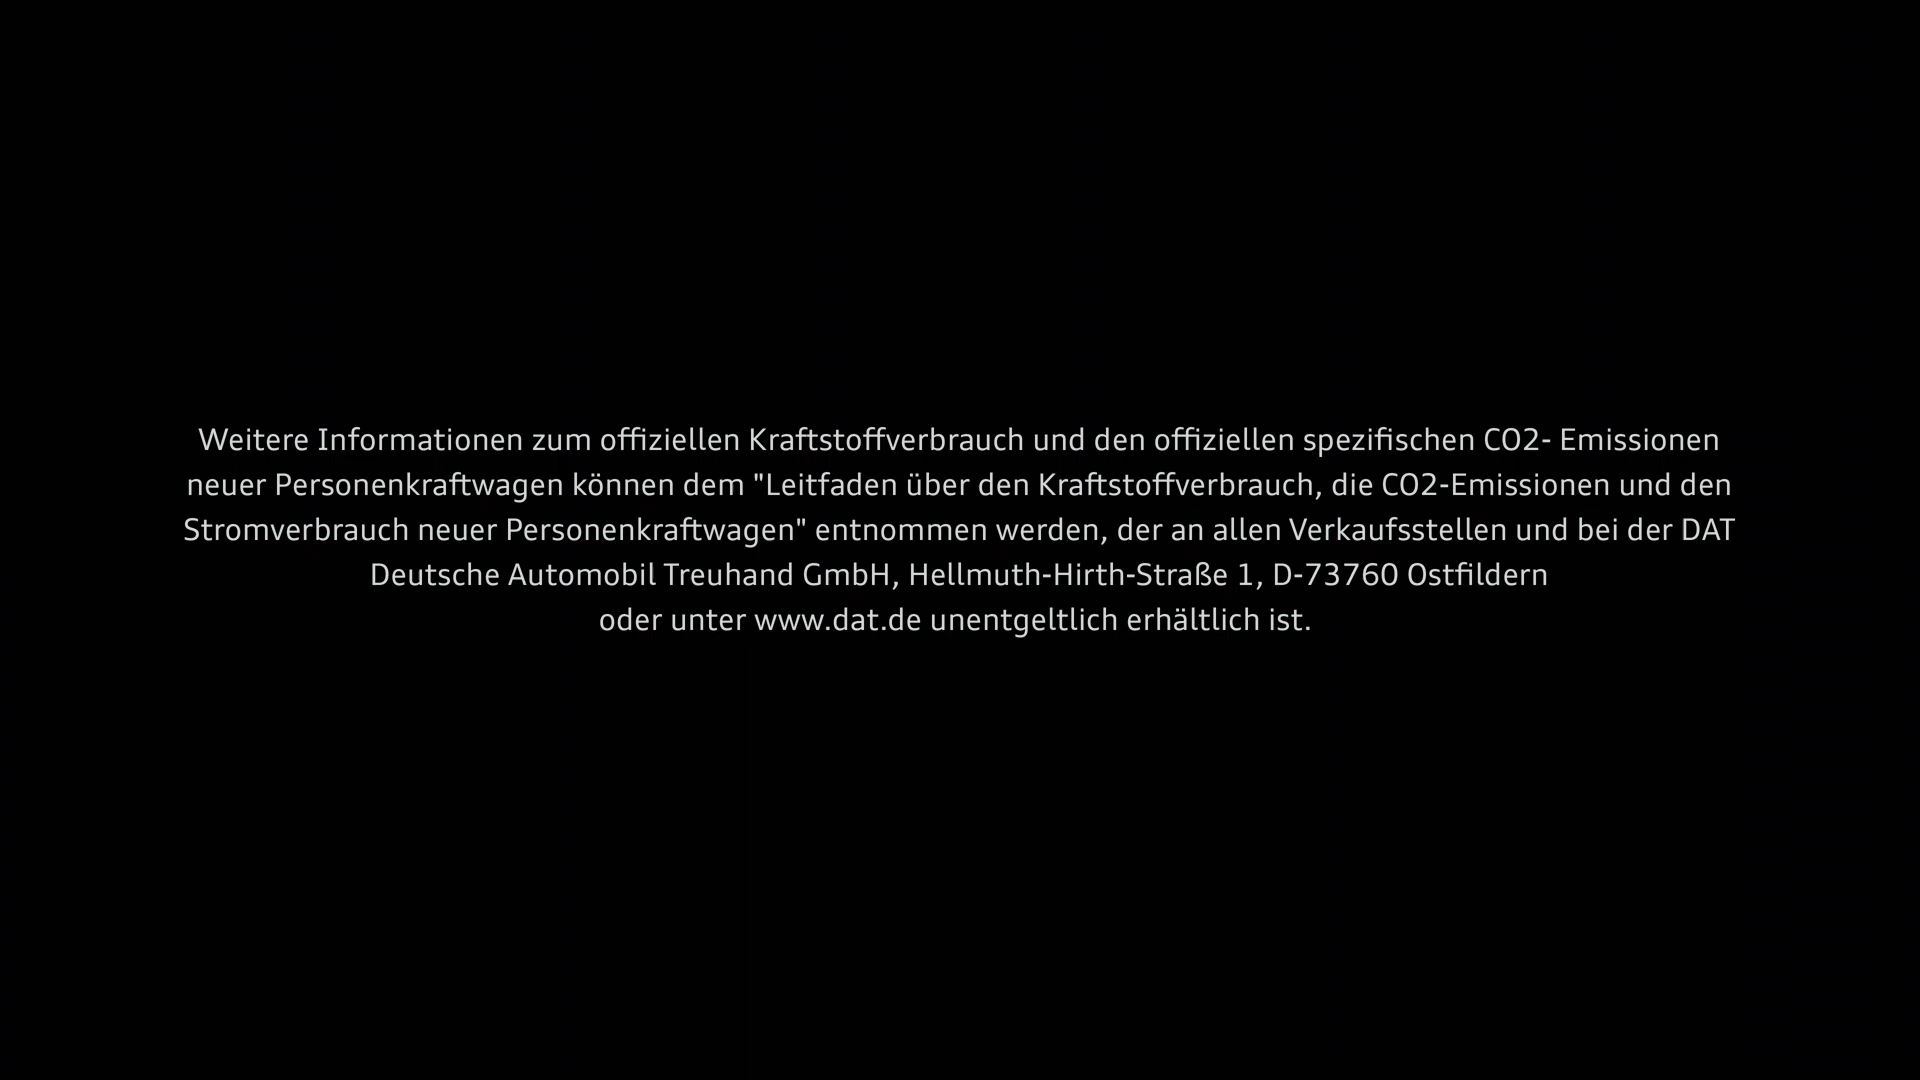 Weitere Informationen zum offiziellen Kraftstoffverbrauch und den offiziellen spezifischen CO2- Emissionen
neuer Personenkraftwagen können dem "Leitfaden über den Kraftstoffverbrauch, die CO2-Emissionen und den
Stromverbrauch neuer Personenkraftwagen" entnommen werden, der an allen Verkaufsstellen und bei der DAT
Deutsche Automobil Treuhand GmbH, Hellmuth-Hirth-Straße 1, D-73760 Ostfildern
oder unter www.dat.de unentgeltlich erhältlich ist.